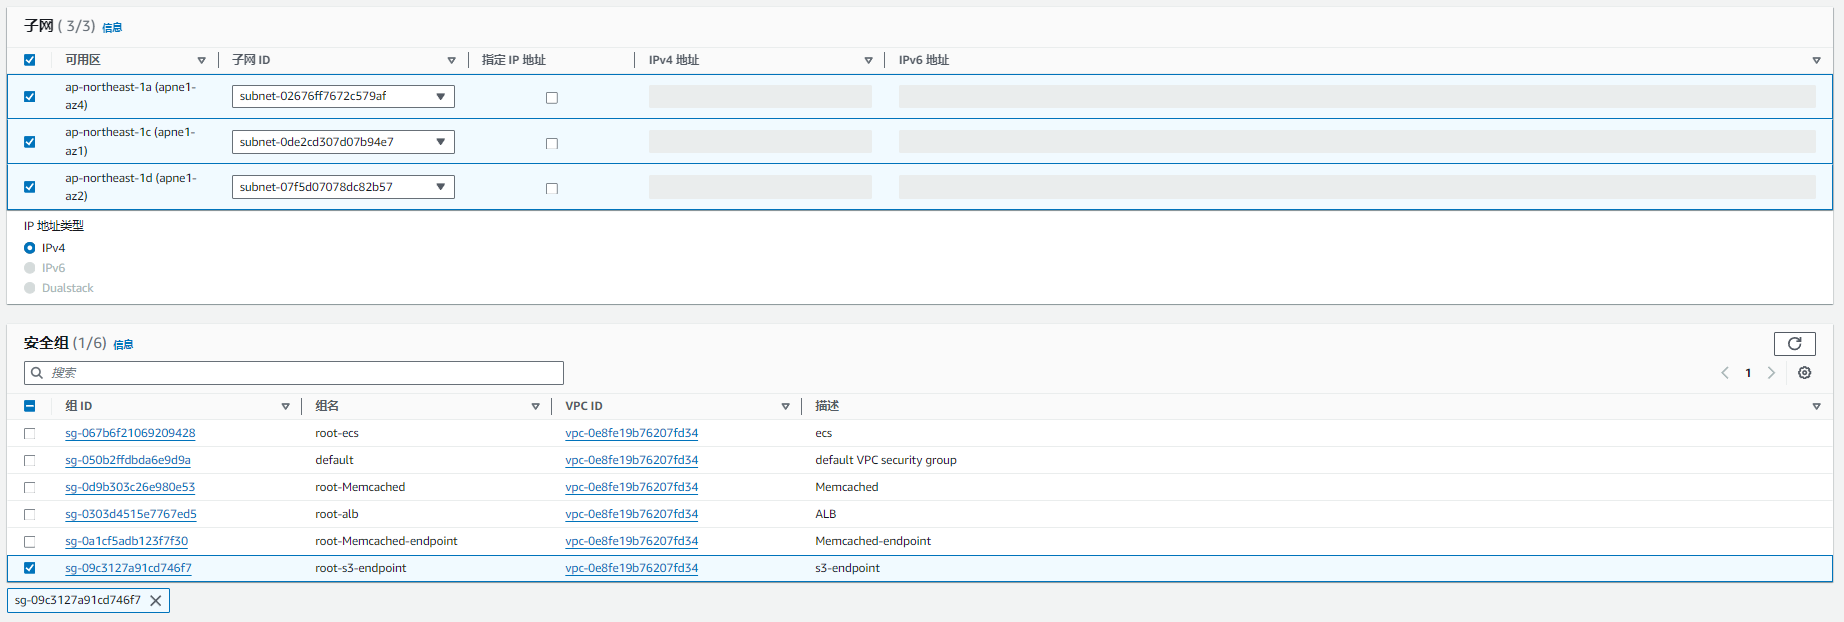 子网 ( 3/3) 信息
可用区 子网 ID 指定 IP 地址 IPv4 地址 IPv6 地址
ap-northeast-1a (apne1-
az4)
subnet-02676ff7672c579af
ap-northeast-1c (apne1-
az1)
subnet-0de2cd307d07b94e7
ap-northeast-1d (apne1-
az2)
subnet-07f5d07078dc82b57
IP 地址类型
IPv4
IPv6
Dualstack
安全组 (1/6) 信息
搜索
1
组 ID 组名 VPC ID 描述
sg-067b6f21069209428 root-ecs vpc-0e8fe19b76207fd34 ecs
sg-050b2ffdbda6e9d9a default vpc-0e8fe19b76207fd34 default VPC security group
sg-0d9b303c26e980e53 root-Memcached vpc-0e8fe19b76207fd34 Memcached
sg-0303d4515e7767ed5 root-alb vpc-0e8fe19b76207fd34 ALB
sg-0a1cf5adb123f7f30 root-Memcached-endpoint vpc-0e8fe19b76207fd34 Memcached-endpoint
sg-09c3127a91cd746f7 root-s3-endpoint vpc-0e8fe19b76207fd34 s3-endpoint
sg-09c3127a91cd746f7